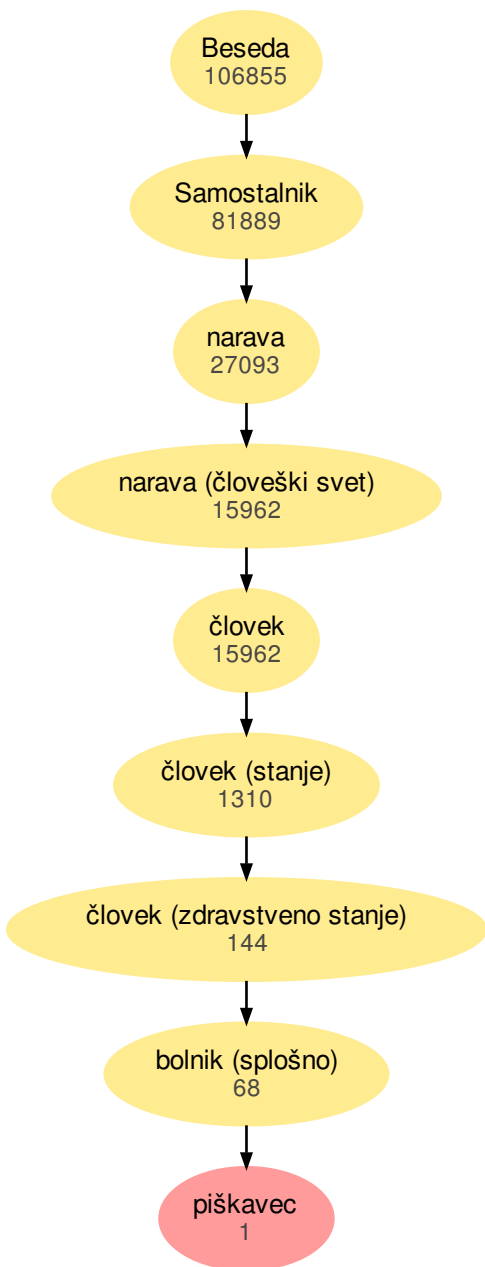 Beseda
106855
Samostalnik
81889
narava
27093
narava (človeški svet)
15962
človek
15962
človek (stanje)
1310
človek (zdravstveno stanje)
144
bolnik (splošno)
68
piškavec
1